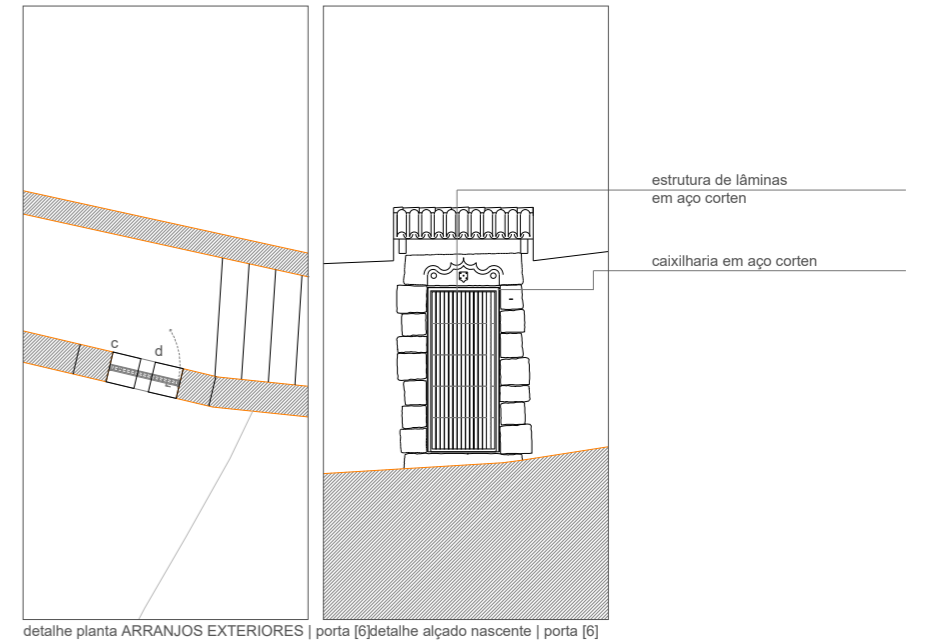 estrutura de lâminas
em aço corten
caixilharia em aço corten
c
d
detalhe planta ARRANJOS EXTERIORES | porta [6]
detalhe alçado nascente | porta [6]